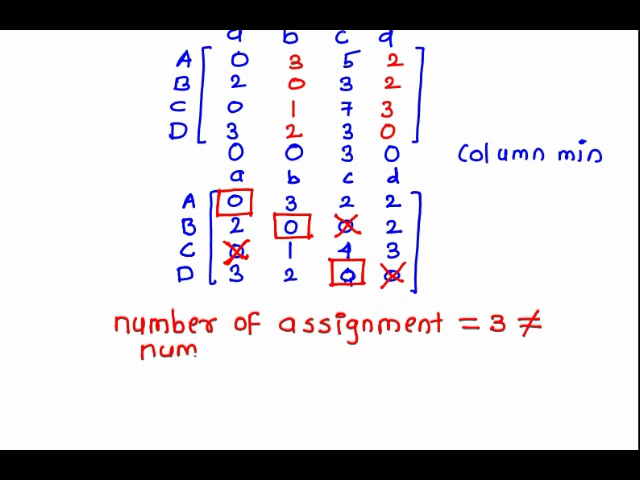 a b c d
A 0 3 5 2
B 2 0 3 2
C 0 1 7 3
D 3 2 3 0
0 0 3 0 column min
a b c d
A 0 3 2 2
B 2 0 0 2
C 0 1 4 3
D 3 2 0 0
number of assignment = 3 ≠
num